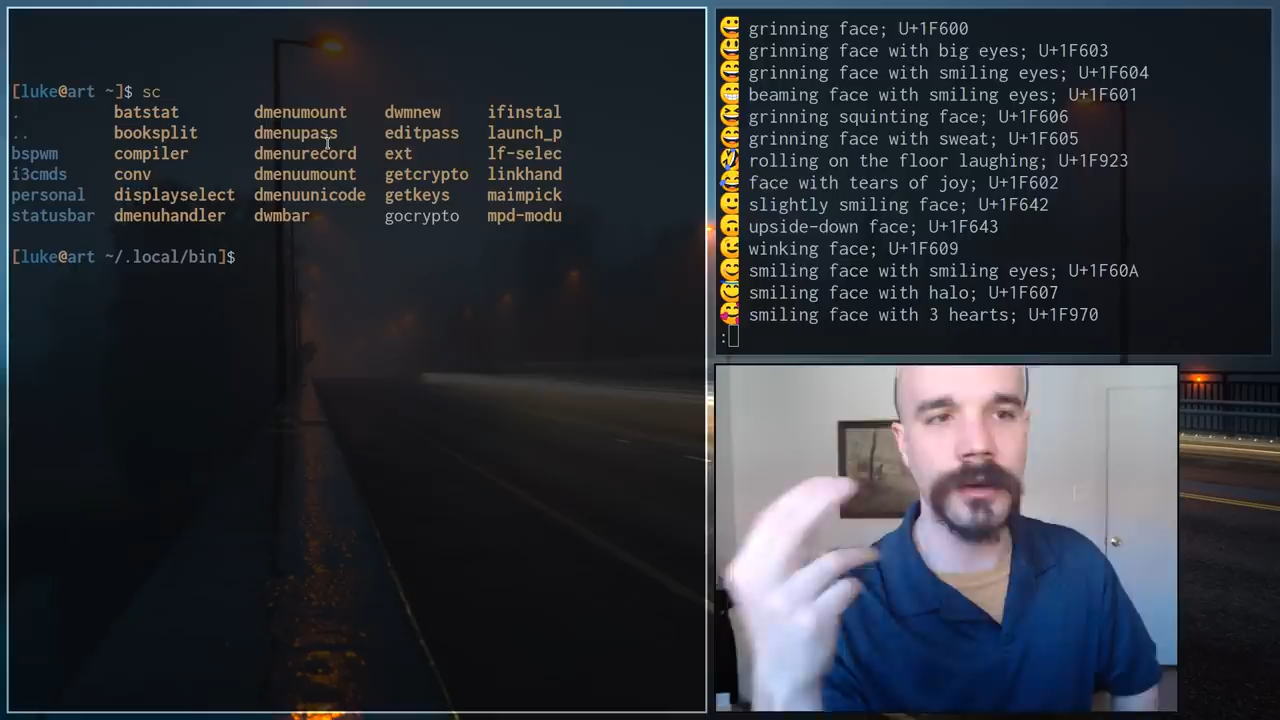 [luke@art ~]$ sc
. batstat dmenumount dwmnew ifinstal
.. booksplit dmenupass editpass launch_p
bspwm compiler dmenurecord ext lf-selec
i3cmds conv dmenuumount getcrypto linkhand
personal displayselect dmenuunicode getkeys maimpick
statusbar dmenuhandler dwmbar gocrypto mpd-modu
[luke@art ~/.local/bin]$
grinning face; U+1F600
grinning face with big eyes; U+1F603
grinning face with smiling eyes; U+1F604
beaming face with smiling eyes; U+1F601
grinning squinting face; U+1F606
grinning face with sweat; U+1F605
rolling on the floor laughing; U+1F923
face with tears of joy; U+1F602
slightly smiling face; U+1F642
upside-down face; U+1F643
winking face; U+1F609
smiling face with smiling eyes; U+1F60A
smiling face with halo; U+1F607
smiling face with 3 hearts; U+1F970
: